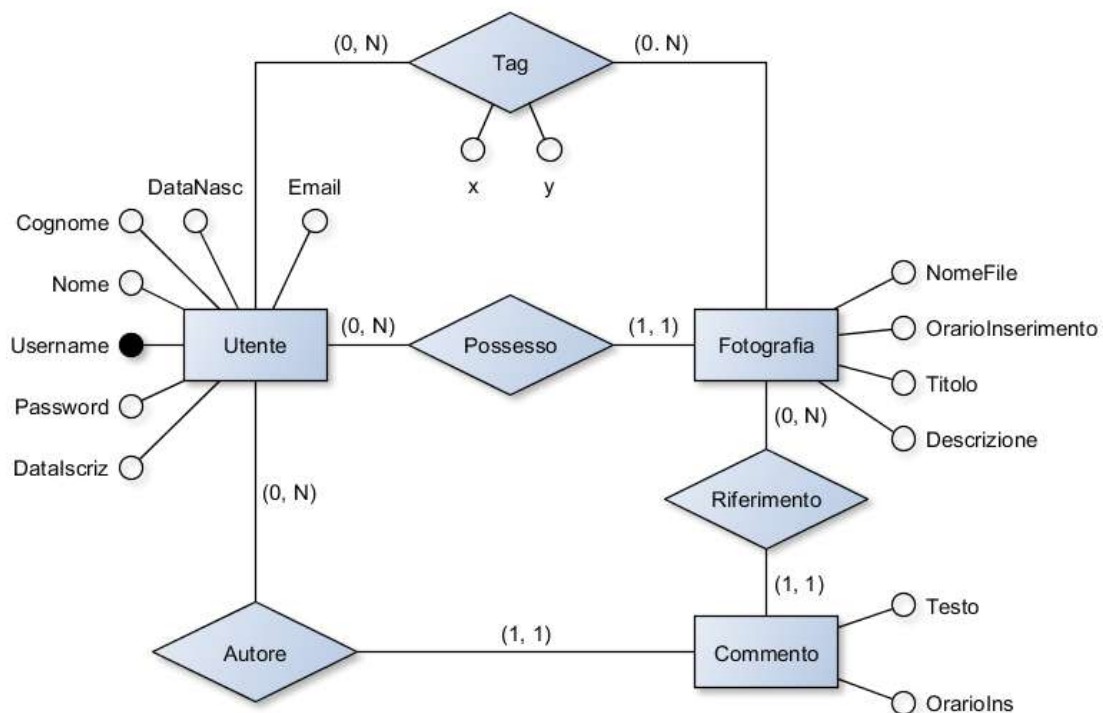 (0, N)
Tag
(0. N)
x
y
DataNasc
Email
Cognome
Nome
Username
Password
DataIscriz
Utente
(0, N)
Possesso
(1, 1)
Fotografia
NomeFile
OrarioInserimento
Titolo
Descrizione
(0, N)
Riferimento
(0, N)
(1, 1)
Autore
(1, 1)
Commento
Testo
OrarioIns